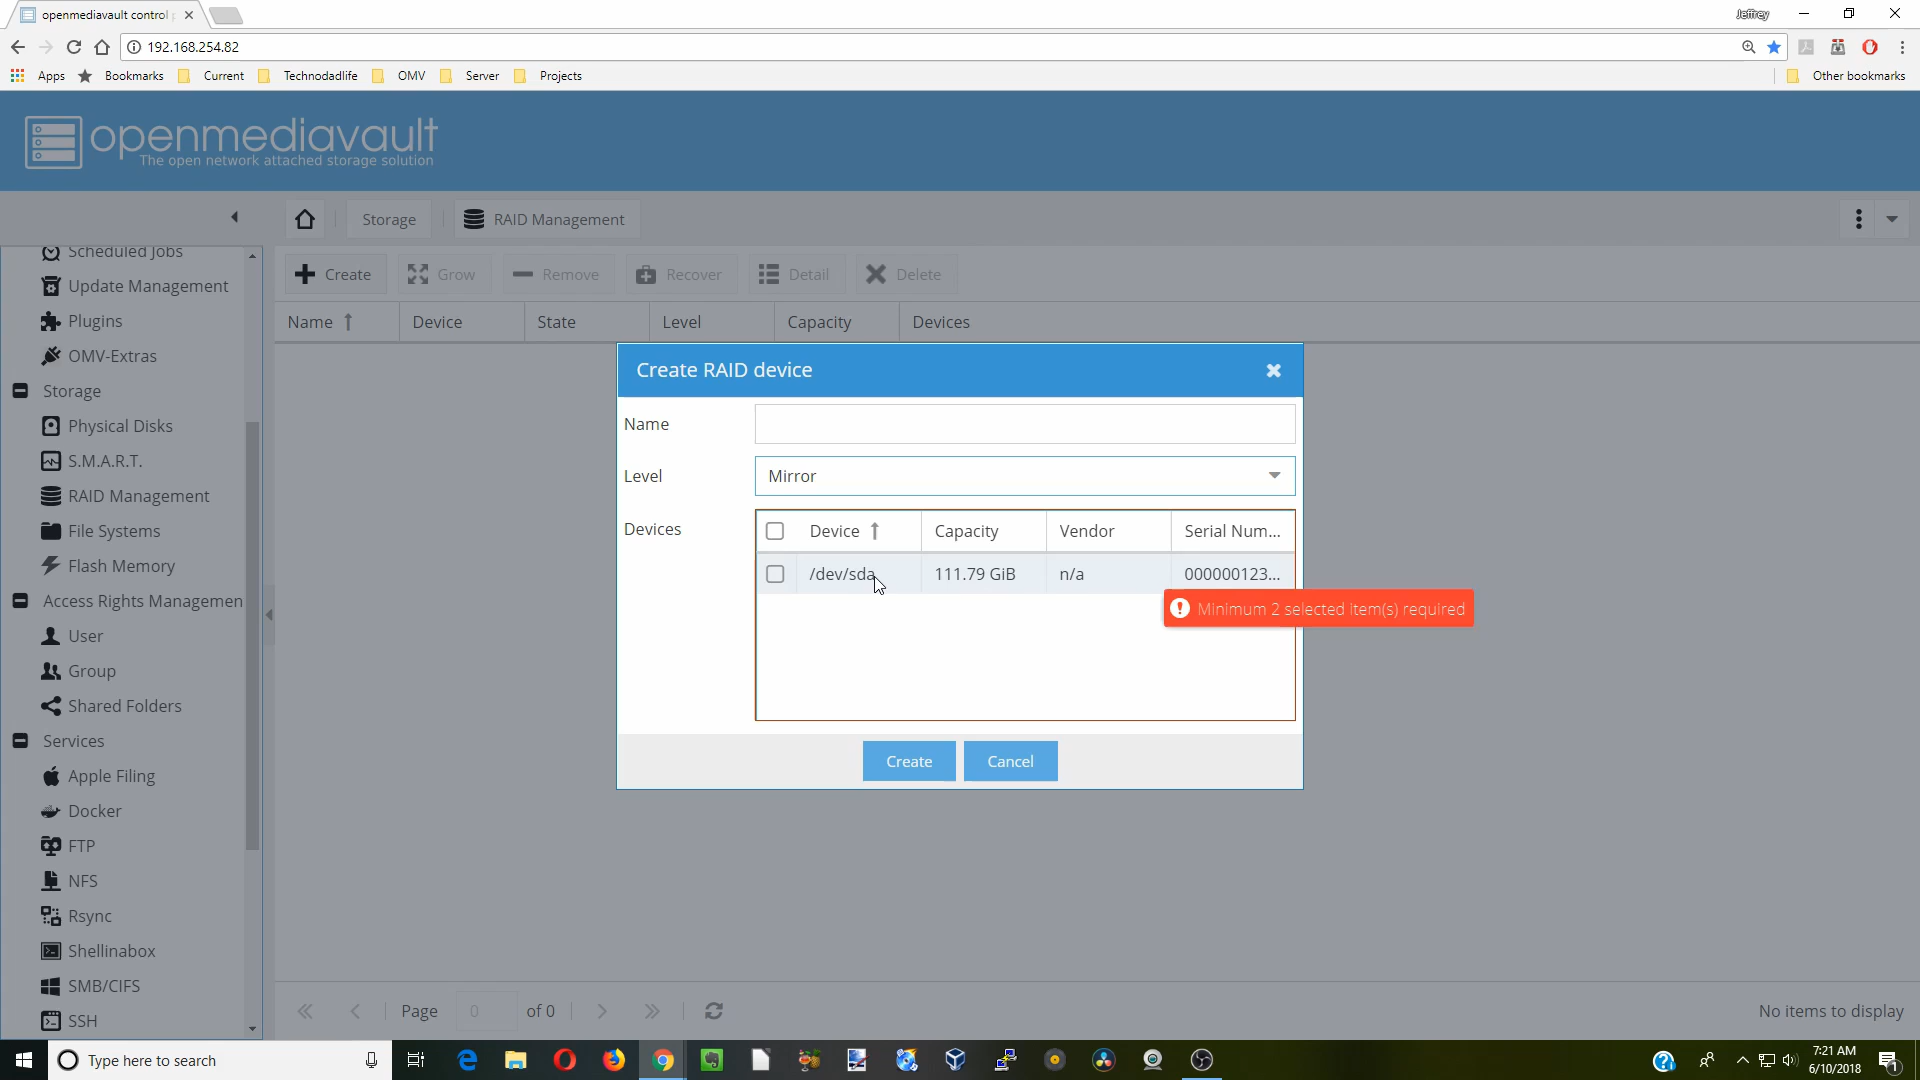 openmediavault control p
Jeffrey
192.168.254.82
Apps Bookmarks Current Technodadlife OMV Server Projects Other bookmarks
openmediavault
The open network attached storage solution
Storage RAID Management
Scheduled Jobs
Update Management
Plugins
OMV-Extras
Storage
Physical Disks
S.M.A.R.T.
RAID Management
File Systems
Flash Memory
Access Rights Managemen
User
Group
Shared Folders
Services
Apple Filing
Docker
FTP
NFS
Rsync
Shellinabox
SMB/CIFS
SSH
Create Grow Remove Recover Detail Delete
Name Device State Level Capacity Devices
Create RAID device
Name
Level Mirror
Devices
Device Capacity Vendor Serial Num...
/dev/sda 111.79 GiB n/a 000000123...
Minimum 2 selected item(s) required
Create Cancel
Page 0 of 0 No items to display
Type here to search
7:21 AM
6/10/2018
1